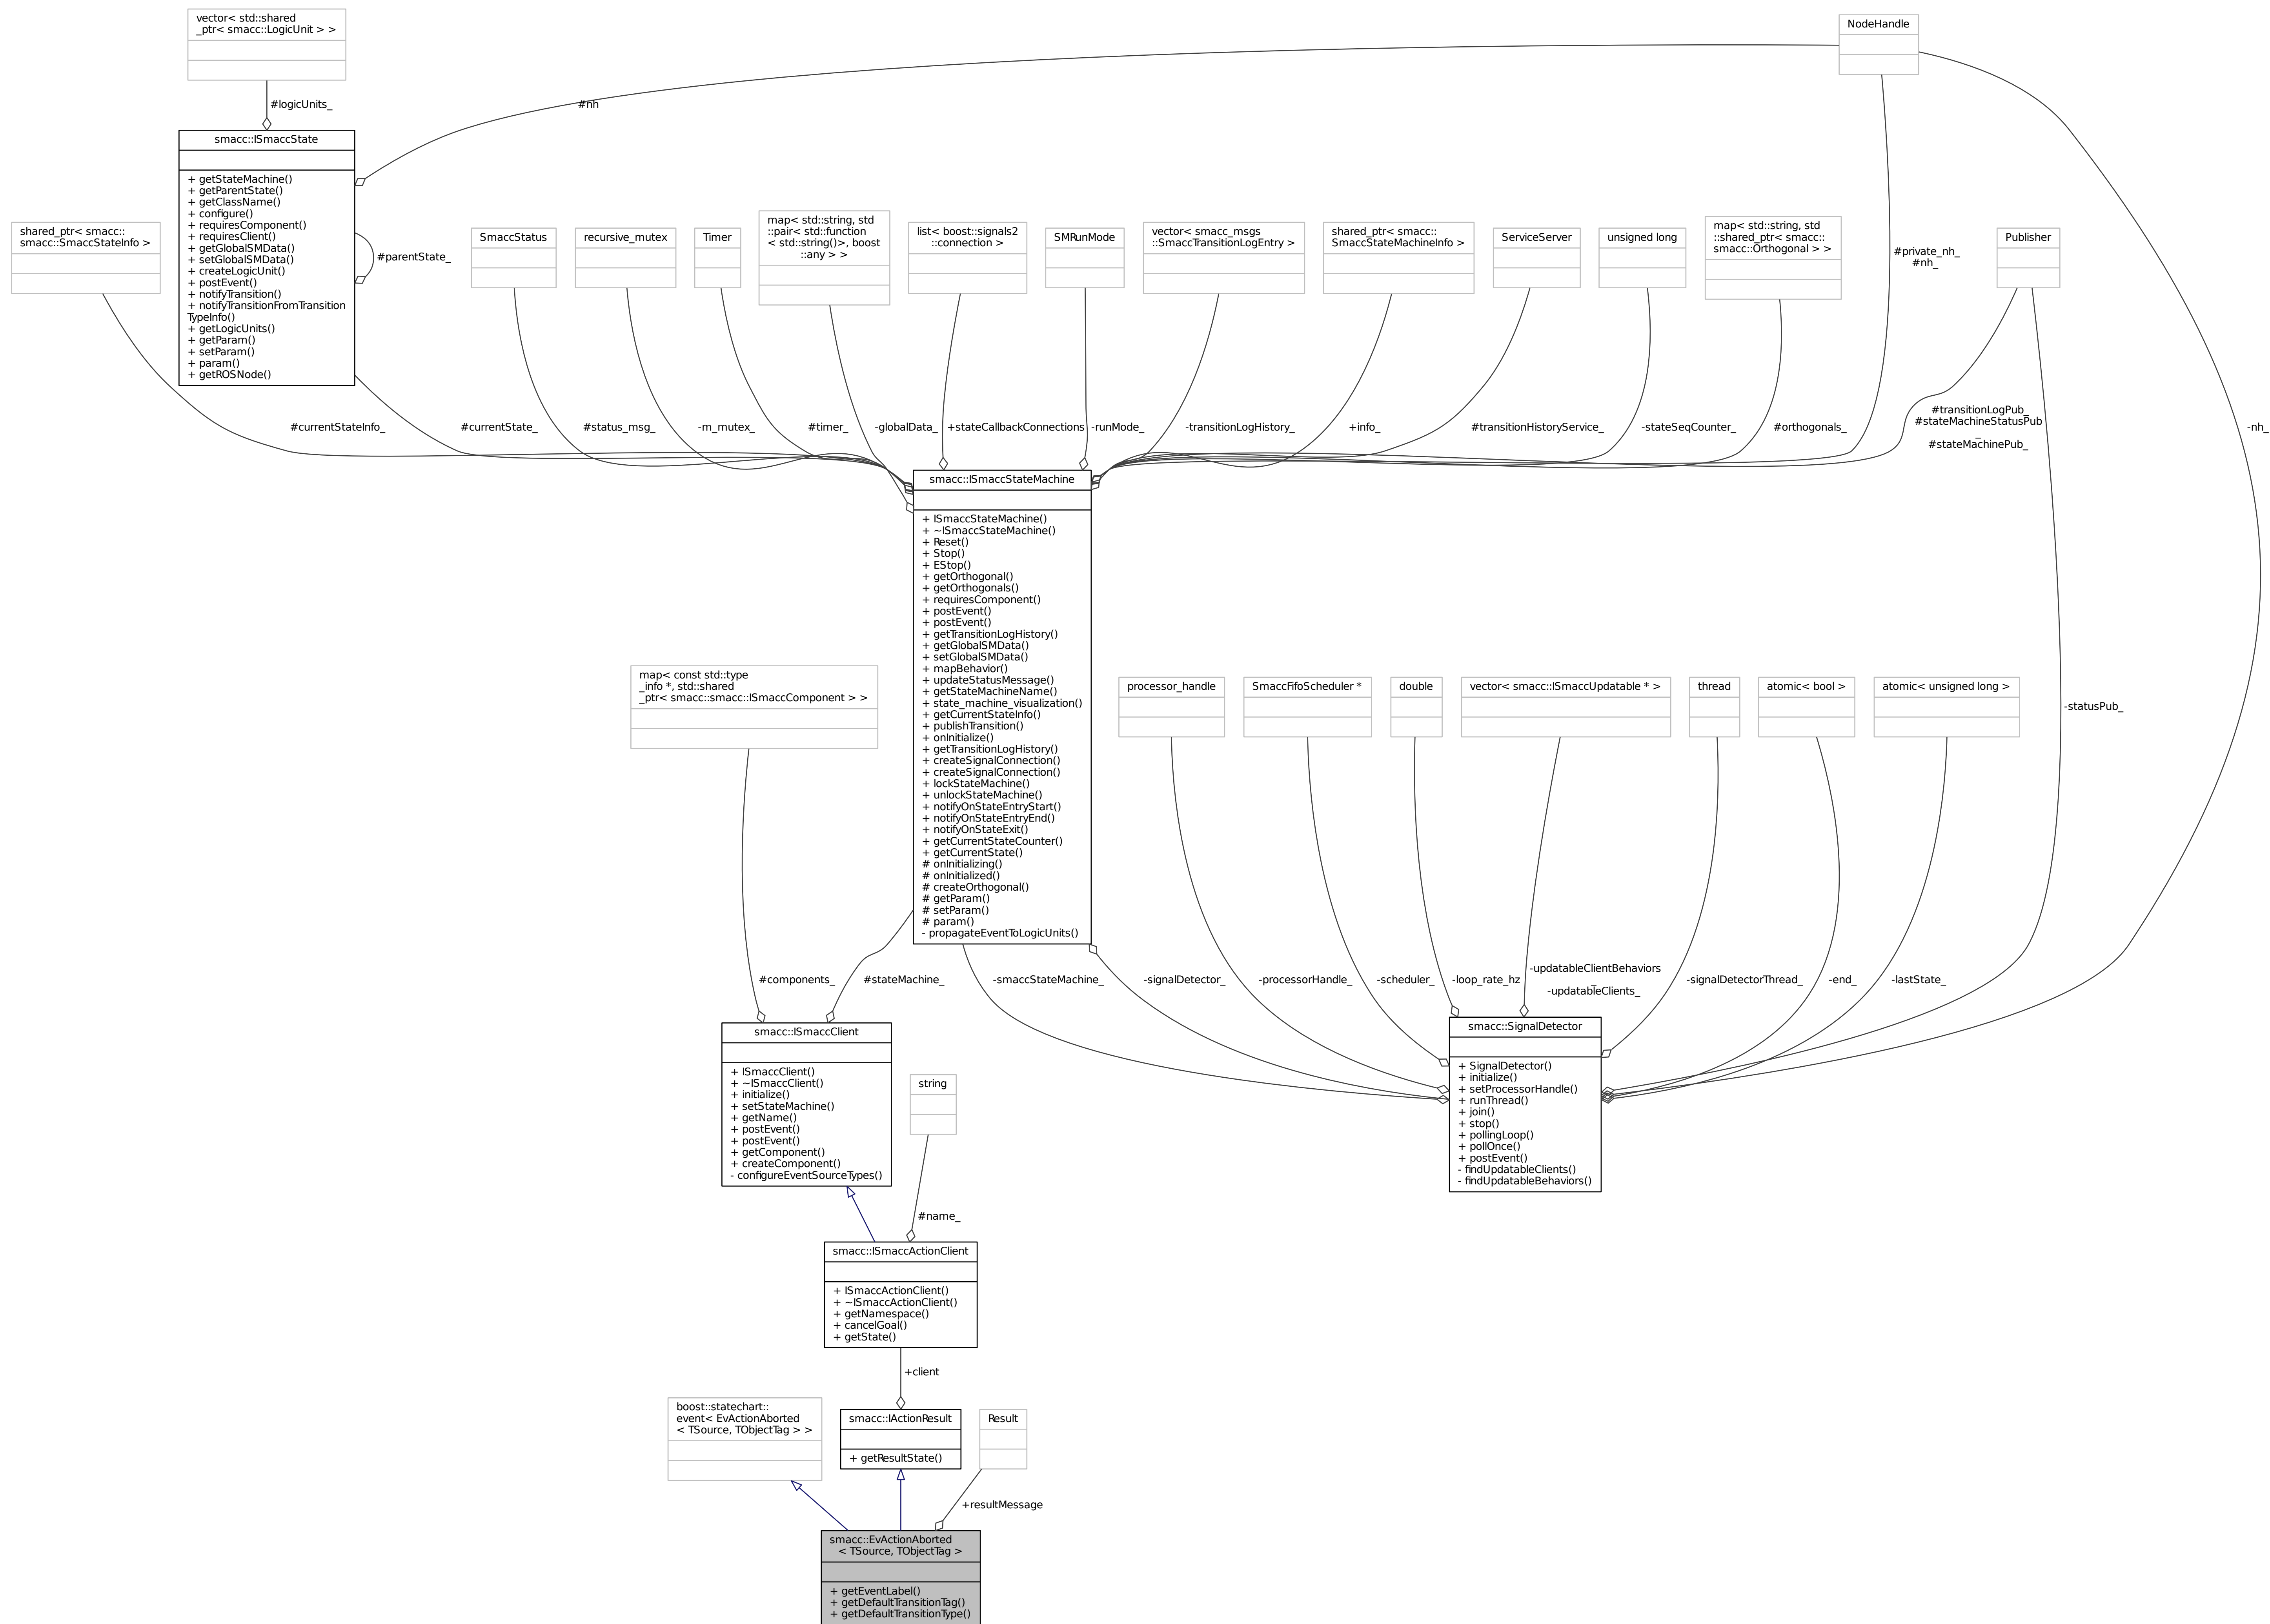 vector< std::shared
_ptr< smacc::LogicUnit > >
NodeHandle
#logicUnits_
#nh
smacc::ISmaccState
+ getStateMachine()
+ getParentState()
+ getClassName()
+ configure()
+ requiresComponent()
+ requiresClient()
+ getGlobalSMData()
+ setGlobalSMData()
+ createLogicUnit()
+ postEvent()
+ notifyTransition()
+ notifyTransitionFromTransition
TypeInfo()
+ getLogicUnits()
+ getParam()
+ setParam()
+ param()
+ getROSNode()
#parentState_
shared_ptr< smacc::
smacc::SmaccStateInfo >
SmaccStatus
recursive_mutex
Timer
map< std::string, std
::pair< std::function
< std::string()>, boost
::any > >
list< boost::signals2
::connection >
SMRunMode
vector< smacc_msgs
::SmaccTransitionLogEntry >
shared_ptr< smacc::
SmaccStateMachineInfo >
ServiceServer
unsigned long
map< std::string, std
::shared_ptr< smacc::
smacc::Orthogonal > >
#private_nh_
#nh_
Publisher
#currentStateInfo_
#currentState_
#status_msg_
-m_mutex_
#timer_
-globalData_
+stateCallbackConnections
-runMode_
-transitionLogHistory_
+info_
#transitionHistoryService_
-stateSeqCounter_
#orthogonals_
#transitionLogPub_
#stateMachineStatusPub
_
#stateMachinePub_
-nh_
smacc::ISmaccStateMachine
+ ISmaccStateMachine()
+ ~ISmaccStateMachine()
+ Reset()
+ Stop()
+ EStop()
+ getOrthogonal()
+ getOrthogonals()
+ requiresComponent()
+ postEvent()
+ postEvent()
+ getTransitionLogHistory()
+ getGlobalSMData()
+ setGlobalSMData()
+ mapBehavior()
+ updateStatusMessage()
+ getStateMachineName()
+ state_machine_visualization()
+ getCurrentStateInfo()
+ publishTransition()
+ onInitialize()
+ getTransitionLogHistory()
+ createSignalConnection()
+ createSignalConnection()
+ lockStateMachine()
+ unlockStateMachine()
+ notifyOnStateEntryStart()
+ notifyOnStateEntryEnd()
+ notifyOnStateExit()
+ getCurrentStateCounter()
+ getCurrentState()
# onInitializing()
# onInitialized()
# createOrthogonal()
# getParam()
# setParam()
# param()
- propagateEventToLogicUnits()
map< const std::type
_info *, std::shared
_ptr< smacc::smacc::ISmaccComponent > >
processor_handle
SmaccFifoScheduler *
double
vector< smacc::ISmaccUpdatable * >
thread
atomic< bool >
atomic< unsigned long >
-statusPub_
#components_
#stateMachine_
-smaccStateMachine_
-signalDetector_
-processorHandle_
-scheduler_
-loop_rate_hz
-updatableClientBehaviors
_
-updatableClients_
-signalDetectorThread_
-end_
-lastState_
smacc::ISmaccClient
+ ISmaccClient()
+ ~ISmaccClient()
+ initialize()
+ setStateMachine()
+ getName()
+ postEvent()
+ postEvent()
+ getComponent()
+ createComponent()
- configureEventSourceTypes()
smacc::SignalDetector
+ SignalDetector()
+ initialize()
+ setProcessorHandle()
+ runThread()
+ join()
+ stop()
+ pollingLoop()
+ pollOnce()
+ postEvent()
- findUpdatableClients()
- findUpdatableBehaviors()
string
#name_
smacc::ISmaccActionClient
+ ISmaccActionClient()
+ ~ISmaccActionClient()
+ getNamespace()
+ cancelGoal()
+ getState()
+client
boost::statechart::
event< EvActionAborted
< TSource, TObjectTag > >
smacc::IActionResult
+ getResultState()
Result
+resultMessage
smacc::EvActionAborted
< TSource, TObjectTag >
+ getEventLabel()
+ getDefaultTransitionTag()
+ getDefaultTransitionType()